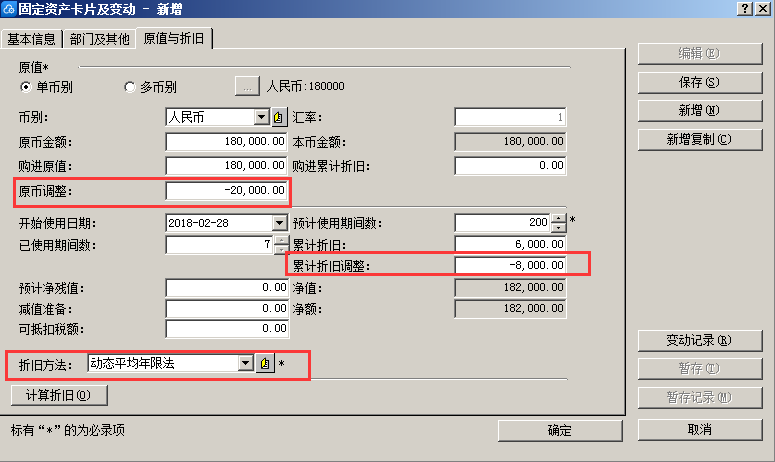 固定资产卡片及变动 - 新增
基本信息 部门及其他 原值与折旧
原值*
单币别 多币别 ... 人民币:180000
币别: 人民币 汇率: 1
原币金额: 180,000.00 本币金额: 180,000.00
购进原值: 180,000.00 购进累计折旧: 0.00
原币调整: -20,000.00
开始使用日期: 2018-02-28 预计使用期间数: 200 *
已使用期间数: 7 累计折旧: 6,000.00
累计折旧调整: -8,000.00
预计净残值: 0.00 净值: 182,000.00
减值准备: 0.00 净额: 182,000.00
可抵扣税额: 0.00
折旧方法: 动态平均年限法 *
计算折旧(O)
标有“*”的为必录项
确定
编辑(E)
保存(S)
新增(N)
新增复制(C)
变动记录(R)
暂存(T)
暂存记录(M)
取消